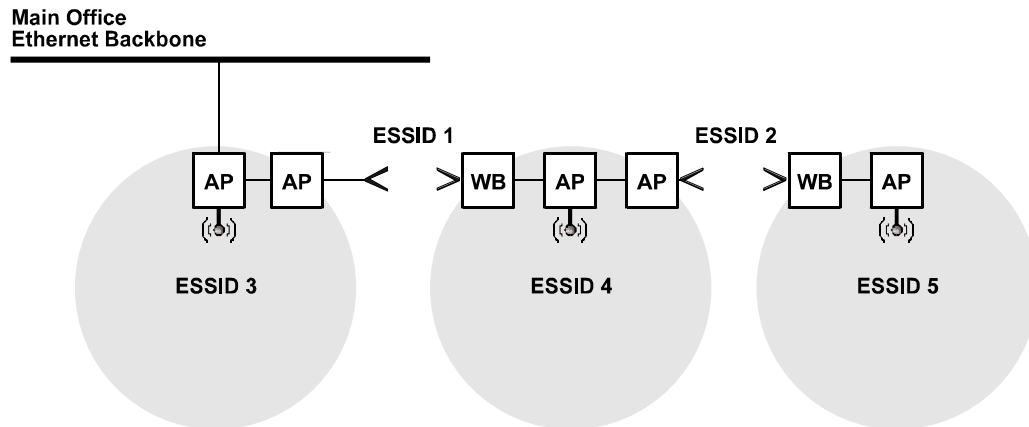 Main Office
Ethernet Backbone
ESSID 1
ESSID 2
AP
AP
WB
AP
AP
WB
AP
ESSID 3
ESSID 4
ESSID 5